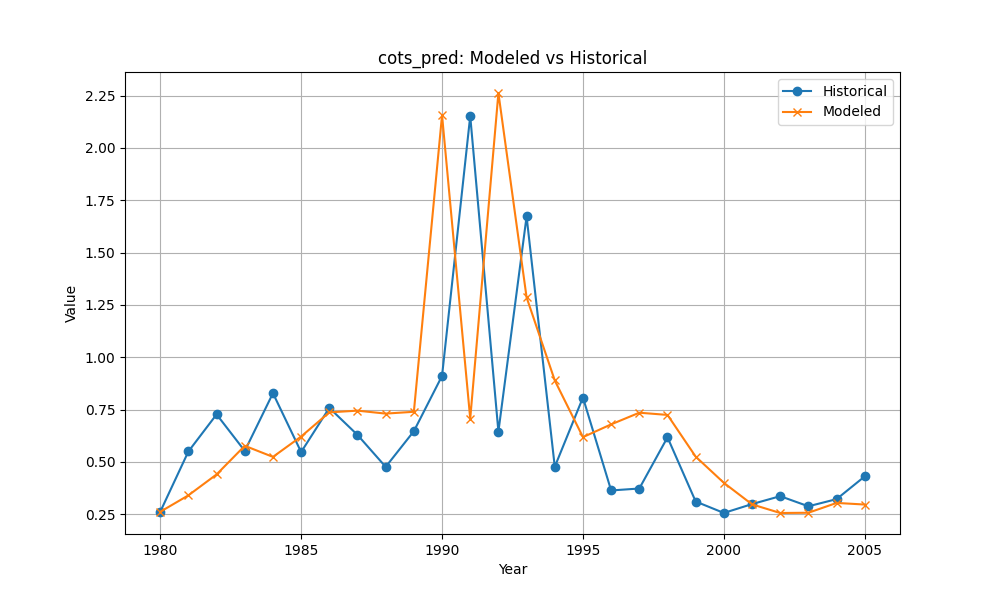 cots_pred: Modeled vs Historical
Historical
Modeled
2.25
2.00
1.75
1.50
1.25
1.00
0.75
0.50
0.25
Value
1980 1985 1990 1995 2000 2005
Year